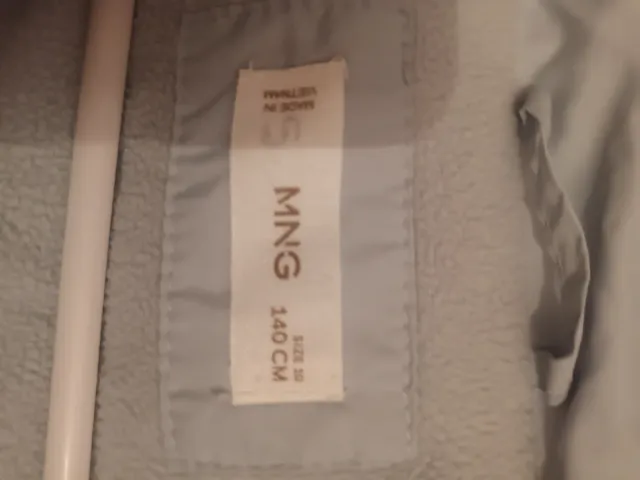 MADE IN
VIETNAM
S
MNG
SIZE 10
140 CM